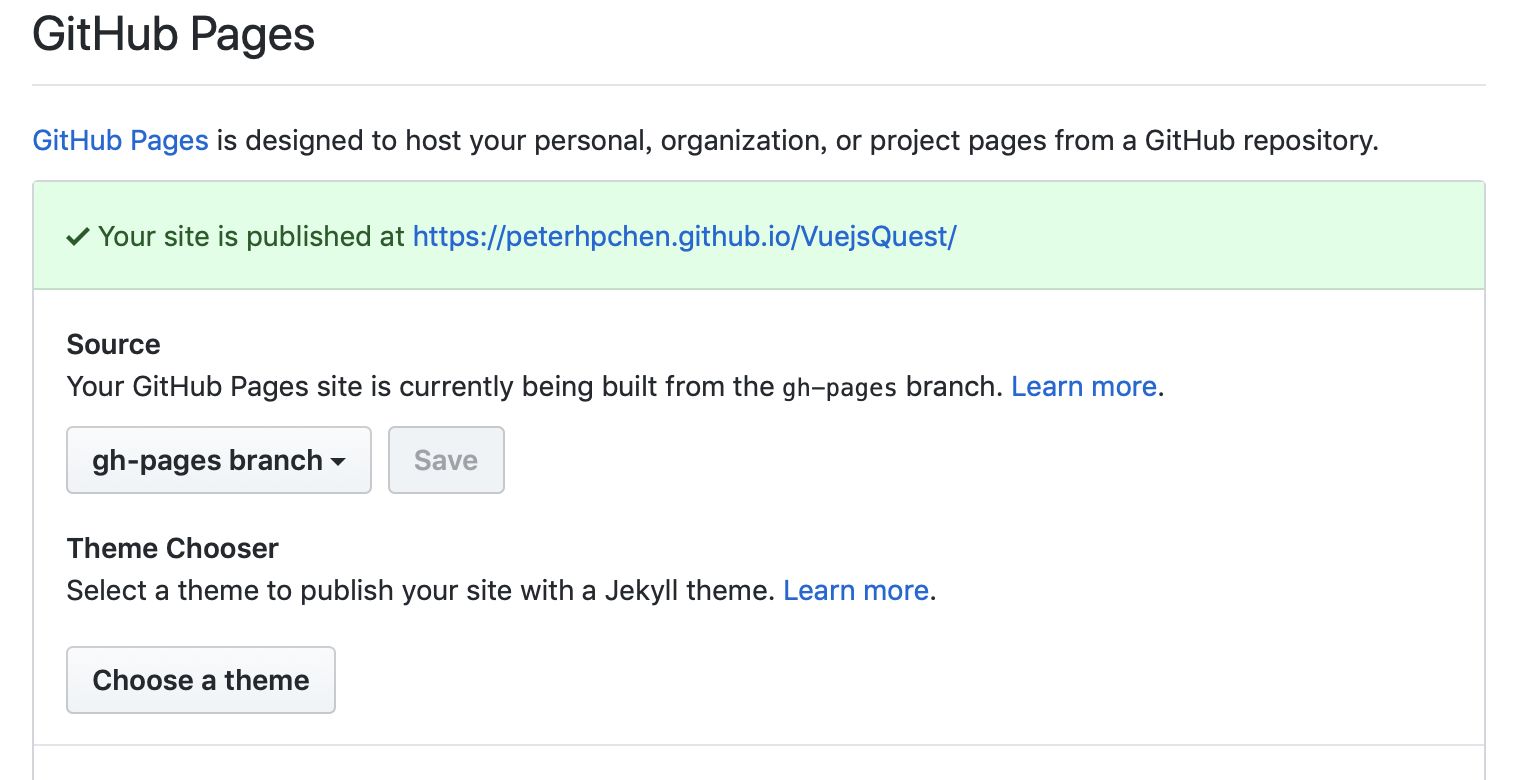 GitHub Pages
GitHub Pages is designed to host your personal, organization, or project pages from a GitHub repository.
Your site is published at https://peterhpchen.github.io/VuejsQuest/
Source
Your GitHub Pages site is currently being built from the gh-pages branch. Learn more.
gh-pages branch Save
Theme Chooser
Select a theme to publish your site with a Jekyll theme. Learn more.
Choose a theme